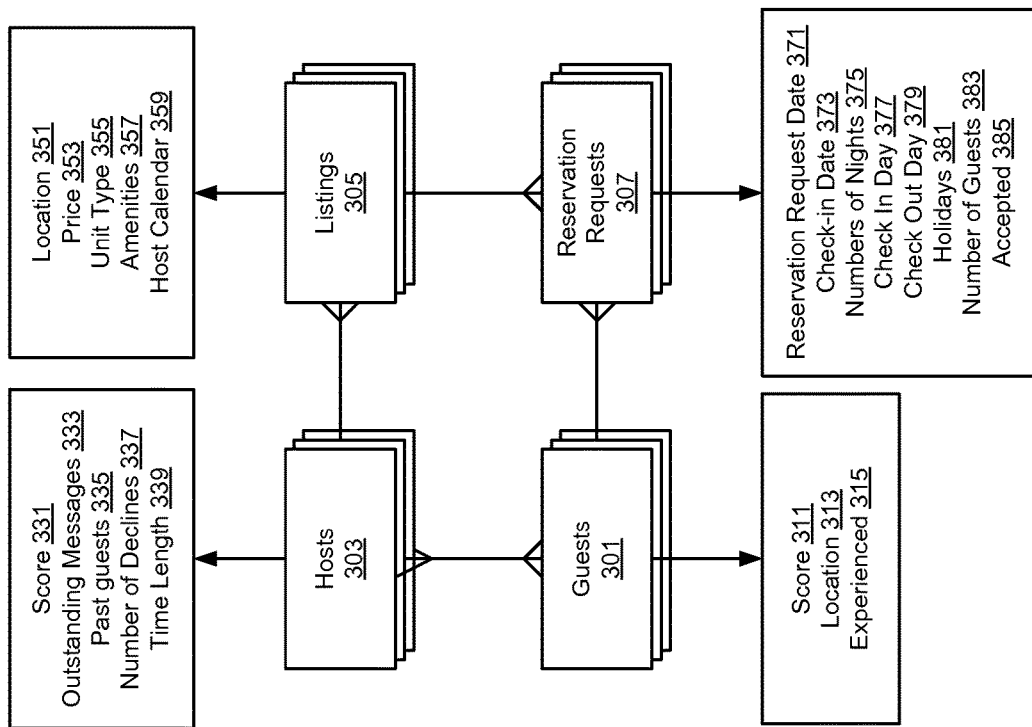 Score 331
Outstanding Messages 333
Past guests 335
Number of Declines 337
Time Length 339
Location 351
Price 353
Unit Type 355
Amenities 357
Host Calendar 359
Hosts
303
Listings
305
Guests
301
Reservation
Requests
307
Score 311
Location 313
Experienced 315
Reservation Request Date 371
Check-in Date 373
Numbers of Nights 375
Check In Day 377
Check Out Day 379
Holidays 381
Number of Guests 383
Accepted 385